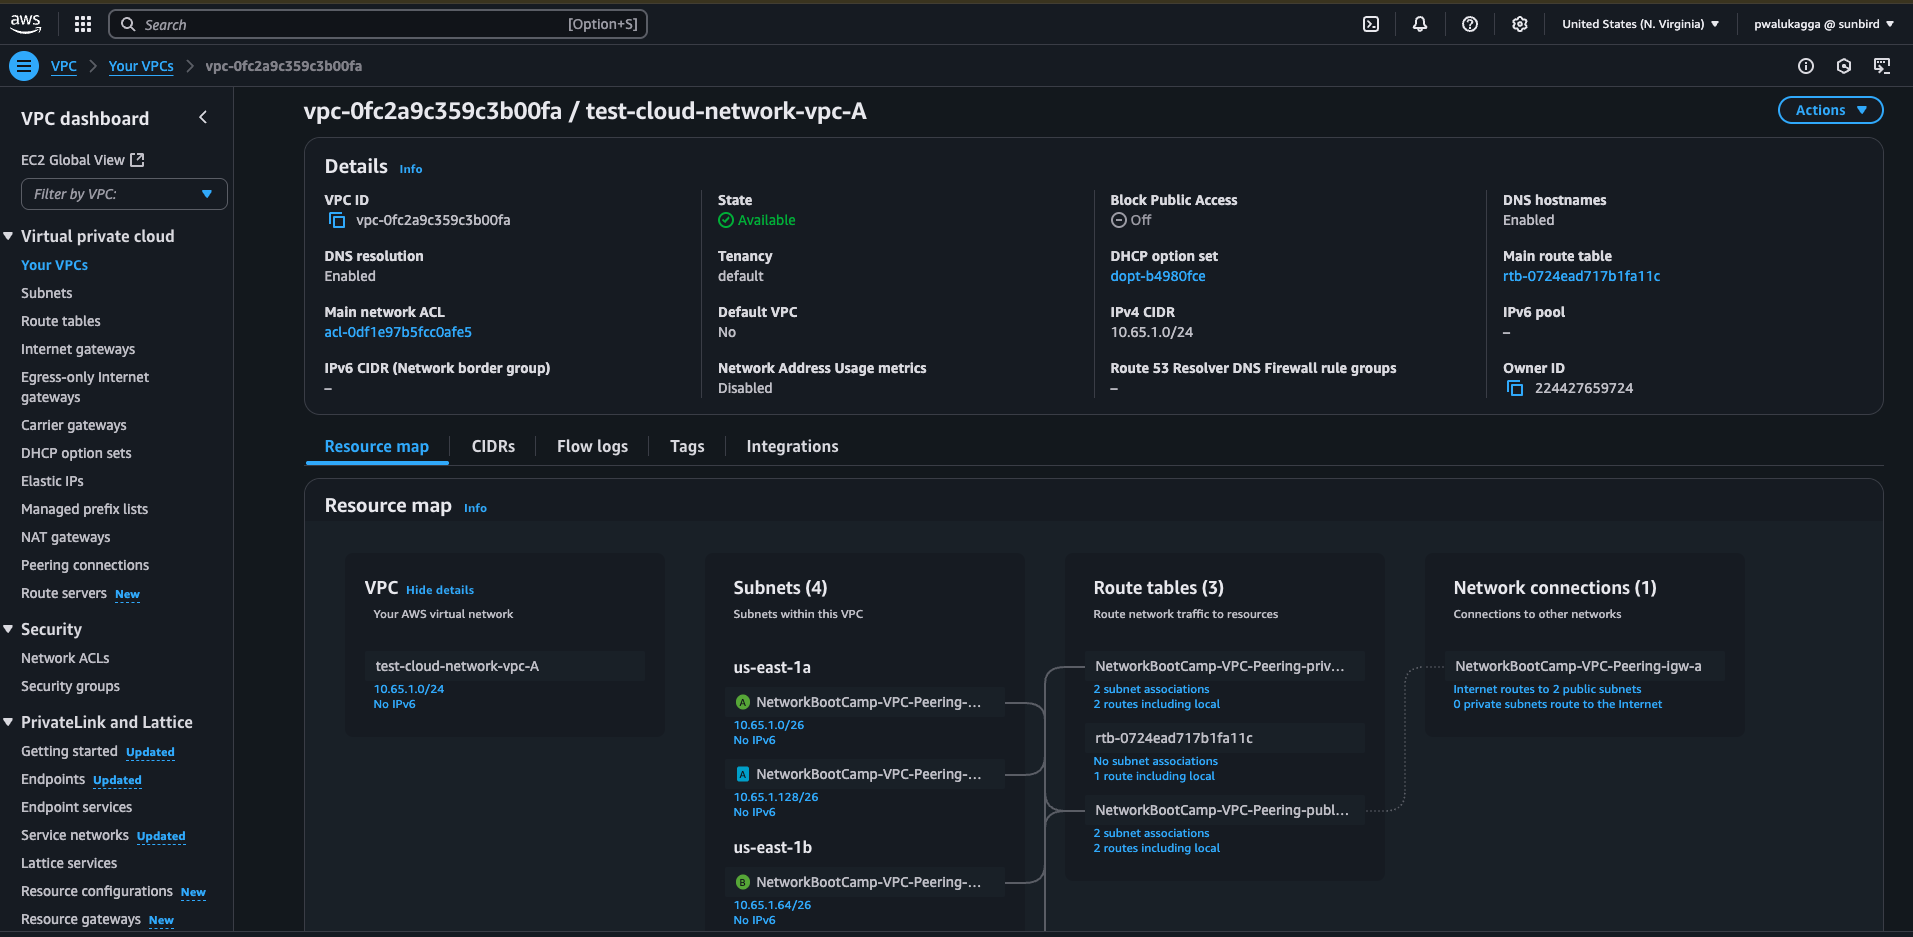 aws
Search [Option+S]
United States (N. Virginia)
pwalukagga @ sunbird
VPC
Your VPCs
vpc-0fc2a9c359c3b00fa
VPC dashboard
EC2 Global View
Filter by VPC:
Virtual private cloud
Your VPCs
Subnets
Route tables
Internet gateways
Egress-only Internet
gateways
Carrier gateways
DHCP option sets
Elastic IPs
Managed prefix lists
NAT gateways
Peering connections
Route servers New
Security
Network ACLs
Security groups
PrivateLink and Lattice
Getting started Updated
Endpoints Updated
Endpoint services
Service networks Updated
Lattice services
Resource configurations New
Resource gateways New
vpc-0fc2a9c359c3b00fa / test-cloud-network-vpc-A
Actions
Details Info
VPC ID
vpc-0fc2a9c359c3b00fa
State
Available
Block Public Access
Off
DNS hostnames
Enabled
DNS resolution
Enabled
Tenancy
default
DHCP option set
dopt-b4980fce
Main route table
rtb-0724ead717b1fa11c
Main network ACL
acl-0df1e97b5fcc0afe5
Default VPC
No
IPv4 CIDR
10.65.1.0/24
IPv6 pool
–
IPv6 CIDR (Network border group)
–
Network Address Usage metrics
Disabled
Route 53 Resolver DNS Firewall rule groups
–
Owner ID
224427659724
Resource map
CIDRs
Flow logs
Tags
Integrations
Resource map Info
VPC Hide details
Your AWS virtual network
test-cloud-network-vpc-A
10.65.1.0/24
No IPv6
Subnets (4)
Subnets within this VPC
us-east-1a
A NetworkBootCamp-VPC-Peering-...
10.65.1.0/26
No IPv6
A NetworkBootCamp-VPC-Peering-...
10.65.1.128/26
No IPv6
us-east-1b
B NetworkBootCamp-VPC-Peering-...
10.65.1.64/26
No IPv6
Route tables (3)
Route network traffic to resources
NetworkBootCamp-VPC-Peering-priv...
2 subnet associations
2 routes including local
rtb-0724ead717b1fa11c
No subnet associations
1 route including local
NetworkBootCamp-VPC-Peering-publ...
2 subnet associations
2 routes including local
Network connections (1)
Connections to other networks
NetworkBootCamp-VPC-Peering-igw-a
Internet routes to 2 public subnets
0 private subnets route to the Internet